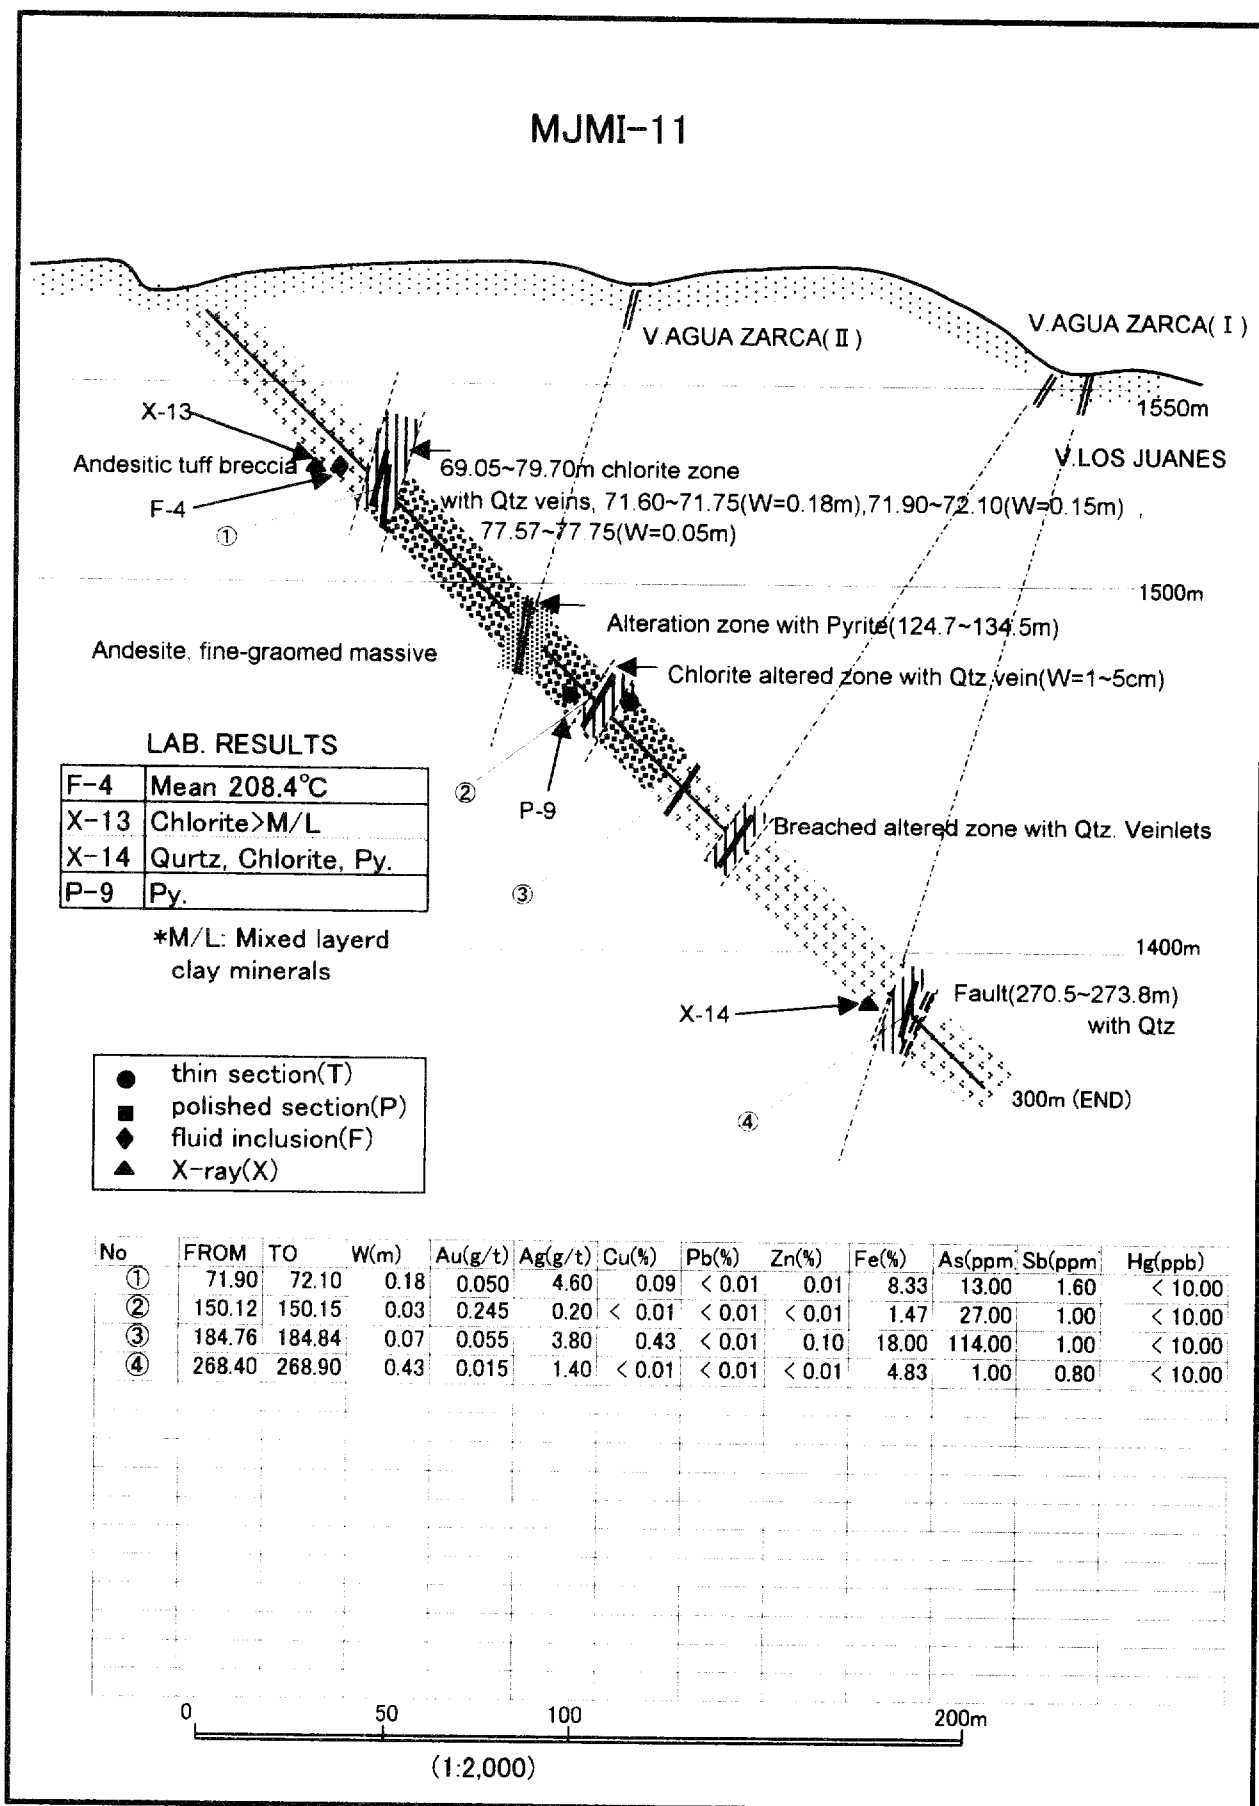 MJMI-11
V.AGUA ZARCA( I )
V.AGUA ZARCA( II )
1550m
X-13
V.LOS JUANES
Andesitic tuff breccia
69.05~79.70m chlorite zone
with Qtz veins, 71.60~71.75(W=0.18m),71.90~72.10(W=0.15m) ,
77.57~77.75(W=0.05m)
F-4
①
1500m
Alteration zone with Pyrite(124.7~134.5m)
Andesite, fine-graomed massive
Chlorite altered zone with Qtz vein(W=1~5cm)
LAB. RESULTS
F-4 Mean 208.4°C
X-13 Chlorite>M/L
X-14 Qurtz, Chlorite, Py.
P-9 Py.
②
P-9
Breached altered zone with Qtz. Veinlets
③
*M/L: Mixed layerd
clay minerals
1400m
X-14
Fault(270.5~273.8m)
with Qtz
300m (END)
④
thin section(T)
polished section(P)
fluid inclusion(F)
X-ray(X)
No FROM TO W(m) Au(g/t) Ag(g/t) Cu(%) Pb(%) Zn(%) Fe(%) As(ppm Sb(ppm Hg(ppb)
① 71.90 72.10 0.18 0.050 4.60 0.09 < 0.01 0.01 8.33 13.00 1.60 < 10.00
② 150.12 150.15 0.03 0.245 0.20 < 0.01 < 0.01 < 0.01 1.47 27.00 1.00 < 10.00
③ 184.76 184.84 0.07 0.055 3.80 0.43 < 0.01 0.10 18.00 114.00 1.00 < 10.00
④ 268.40 268.90 0.43 0.015 1.40 < 0.01 < 0.01 < 0.01 4.83 1.00 0.80 < 10.00
0 50 100 200m
(1:2,000)